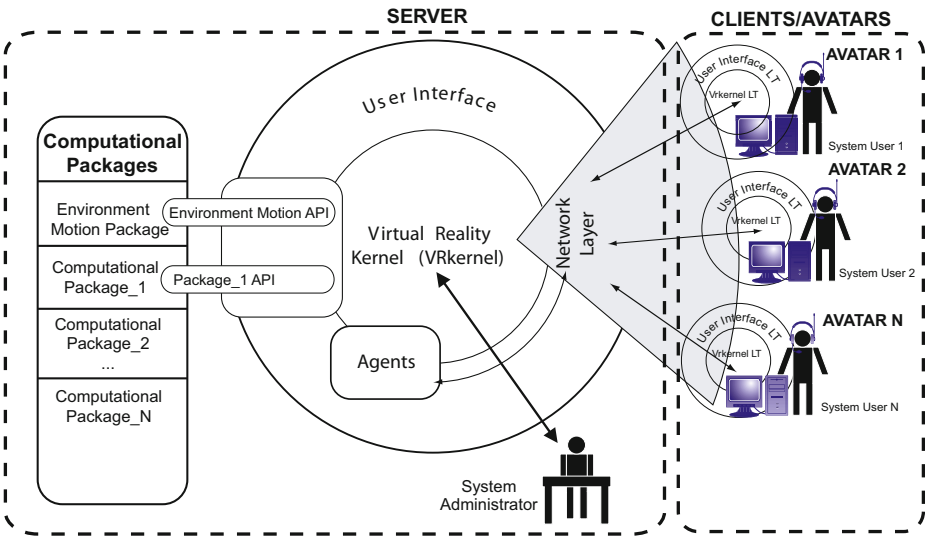 SERVER
CLIENTS/AVATARS
Computational
Packages
Environment
Motion Package
Computational
Package_1
Computational
Package_2
...
Computational
Package_N
Environment Motion API
Package_1 API
User Interface
Virtual Reality
Kernel (VRkernel)
Agents
Network
Layer
System
Administrator
AVATAR 1
User Interface LT
Vrkernel LT
System User 1
AVATAR 2
User Interface LT
Vrkernel LT
System User 2
AVATAR N
User Interface LT
Vrkernel LT
System User N